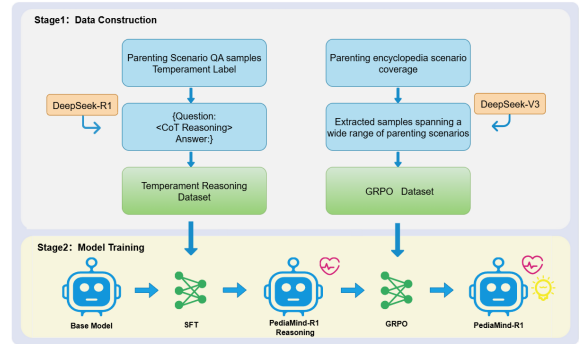 Stage1: Data Construction
Parenting Scenario QA samples
Temperament Label
Parenting encyclopedia scenario
coverage
DeepSeek-R1
DeepSeek-V3
{Question:
<CoT Reasoning>
Answer:}
Extracted samples spanning a
wide range of parenting scenarios
Temperament Reasoning
Dataset
GRPO Dataset
Stage2: Model Training
Base Model
SFT
PediaMind-R1
Reasoning
GRPO
PediaMind-R1